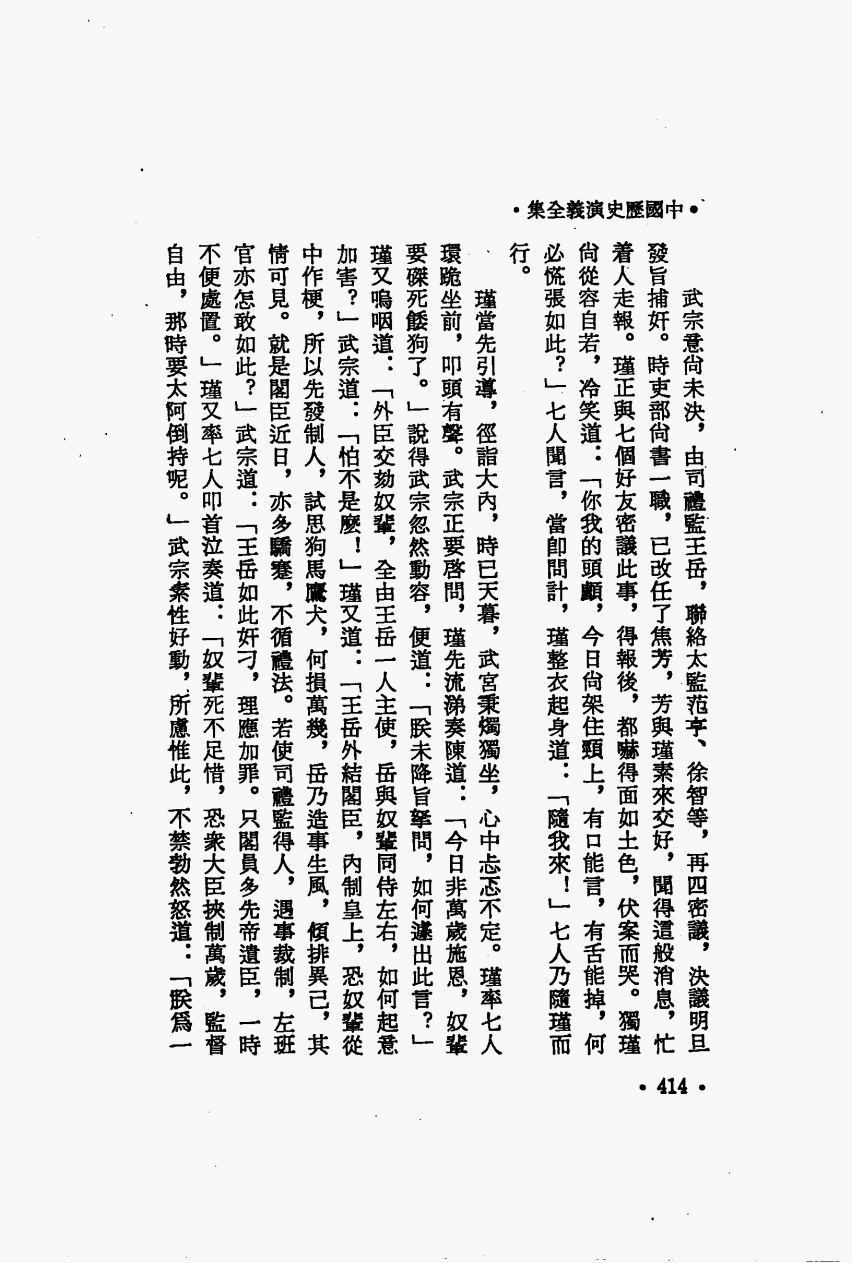 •中國歷史演義全集•
武宗意尚未決，由司禮監王岳，聯絡太監范亨、徐智等，再四密議，決議明旦
發旨捕奸。時吏部尚書一職，已改任了焦芳，芳與瑾素來交好，聞得這般消息，忙
着人走報。瑾正與七個好友密議此事，得報後，都嚇得面如土色，伏案而哭。獨瑾
尚從容自若，冷笑道：「你我的頭顱，今日尚架住頸上，有口能言，有舌能掉，何
必慌張如此？」七人聞言，當卽問計，瑾整衣起身道：「隨我來！」七人乃隨瑾而
行。
瑾當先引導，徑詣大內，時已天暮，武宮秉燭獨坐，心中忐忑不定。瑾率七人
環跪坐前，叩頭有聲。武宗正要啓問，瑾先流涕奏陳道：「今日非萬歲施恩，奴輩
要磔死餧狗了。」說得武宗忽然動容，便道：「朕未降旨拏問，如何遽出此言？」
瑾又嗚咽道：「外臣交劾奴輩，全由王岳一人主使，岳與奴輩同侍左右，如何起意
加害？」武宗道：「怕不是麽！」瑾又道：「王岳外結閣臣，內制皇上，恐奴輩從
中作梗，所以先發制人，試思狗馬鷹犬，何損萬幾，岳乃造事生風，傾排異己，其
情可見。就是閣臣近日，亦多驕蹇，不循禮法。若使司禮監得人，遇事裁制，左班
官亦怎敢如此？」武宗道：「王岳如此奸刁，理應加罪。只閣員多先帝遺臣，一時
不便處置。」瑾又率七人叩首泣奏道：「奴輩死不足惜，恐衆大臣挾制萬歲，監督
自由，那時要太阿倒持呢。」武宗素性好動，所慮惟此，不禁勃然怒道：「朕爲一
•414•